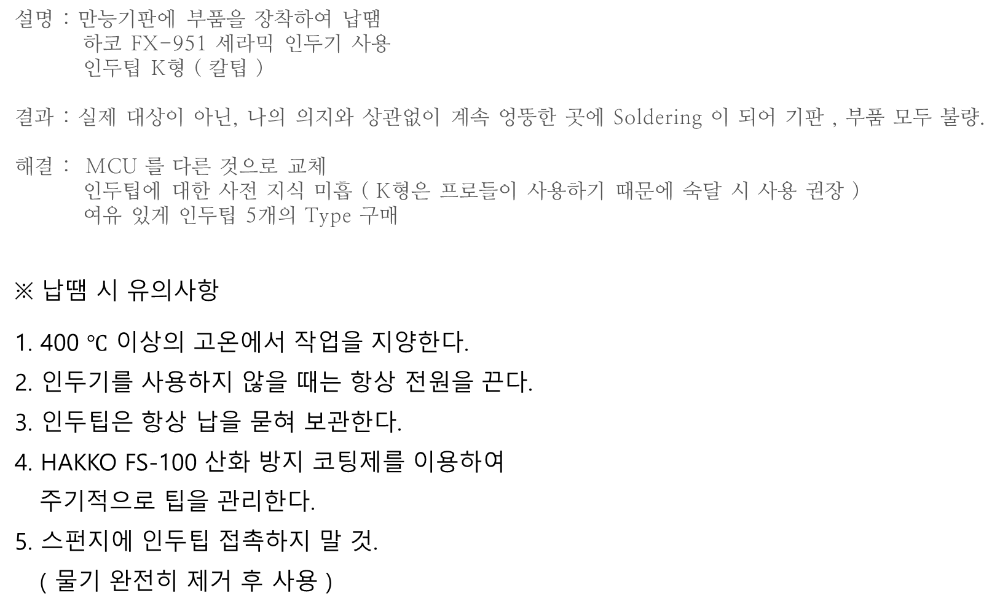 설명 : 만능기판에 부품을 장착하여 납땜
하코 FX-951 세라믹 인두기 사용
인두팁 K형 ( 칼팁 )
결과 : 실제 대상이 아닌, 나의 의지와 상관없이 계속 엉뚱한 곳에 Soldering 이 되어 기판 , 부품 모두 불량.
해결 : MCU 를 다른 것으로 교체
인두팁에 대한 사전 지식 미흡 ( K형은 프로들이 사용하기 때문에 숙달 시 사용 권장 )
여유 있게 인두팁 5개의 Type 구매
※ 납땜 시 유의사항
1. 400 ℃ 이상의 고온에서 작업을 지양한다.
2. 인두기를 사용하지 않을 때는 항상 전원을 끈다.
3. 인두팁은 항상 납을 묻혀 보관한다.
4. HAKKO FS-100 산화 방지 코팅제를 이용하여
주기적으로 팁을 관리한다.
5. 스펀지에 인두팁 접촉하지 말 것.
( 물기 완전히 제거 후 사용 )